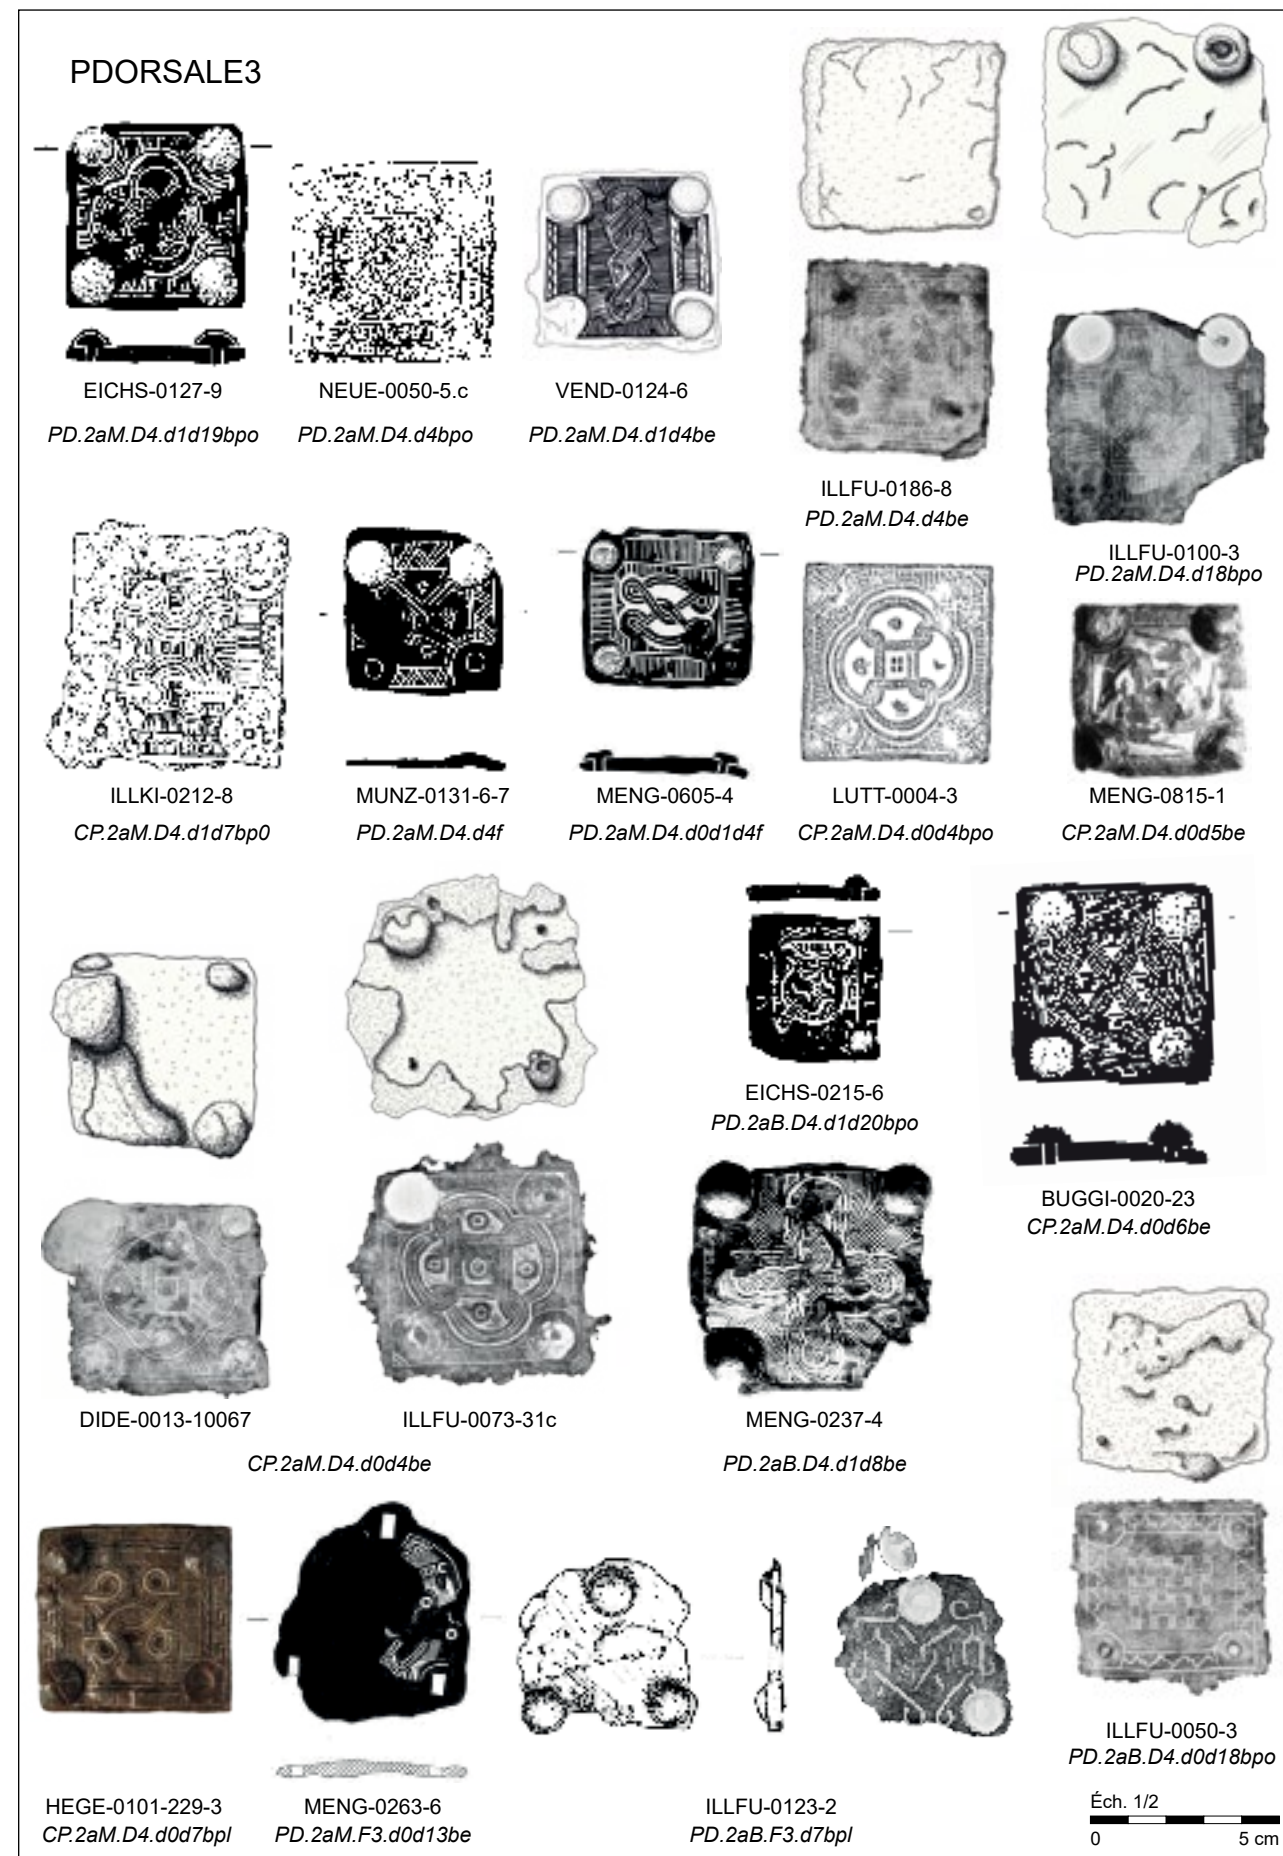 PDORSALE3
EICHS-0127-9
PD.2aM.D4.d1d19bpo
NEUE-0050-5.c
PD.2aM.D4.d4bpo
VEND-0124-6
PD.2aM.D4.d1d4be
ILLFU-0186-8
PD.2aM.D4.d4be
ILLFU-0100-3
PD.2aM.D4.d18bpo
ILLKI-0212-8
CP.2aM.D4.d1d7bp0
MUNZ-0131-6-7
PD.2aM.D4.d4f
MENG-0605-4
PD.2aM.D4.d0d1d4f
LUTT-0004-3
CP.2aM.D4.d0d4bpo
MENG-0815-1
CP.2aM.D4.d0d5be
EICHS-0215-6
PD.2aB.D4.d1d20bpo
BUGGI-0020-23
CP.2aM.D4.d0d6be
DIDE-0013-10067
ILLFU-0073-31c
CP.2aM.D4.d0d4be
MENG-0237-4
PD.2aB.D4.d1d8be
ILLFU-0050-3
PD.2aB.D4.d0d18bpo
HEGE-0101-229-3
CP.2aM.D4.d0d7bpl
MENG-0263-6
PD.2aM.F3.d0d13be
ILLFU-0123-2
PD.2aB.F3.d7bpl
Éch. 1/2
0 5 cm